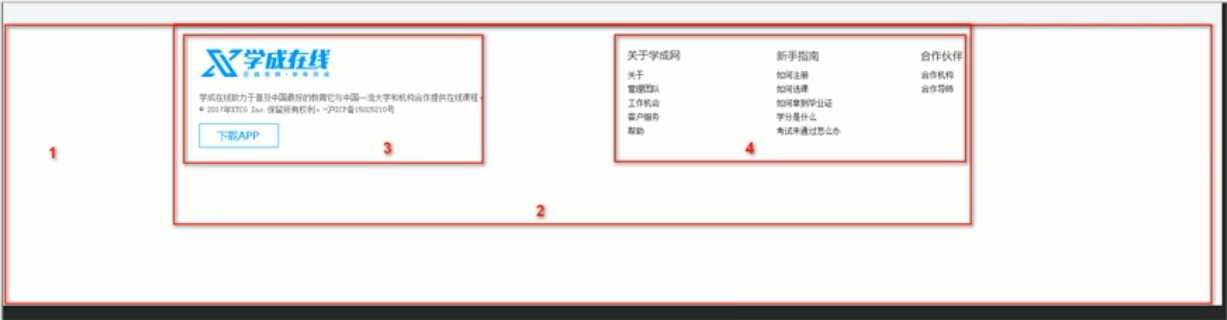 学成在线
学成在线致力于普及中国最好的教育它与中国一流大学和机构合作提供在线课程。
© 2017年XTCG Inc.保留所有权利。-沪ICP备15025210号
下载APP
关于学成网
关于
管理团队
工作机会
客户服务
帮助
新手指南
如何注册
如何选课
如何拿到毕业证
学分是什么
考试未通过怎么办
合作伙伴
合作机构
合作导师
1
3
4
2